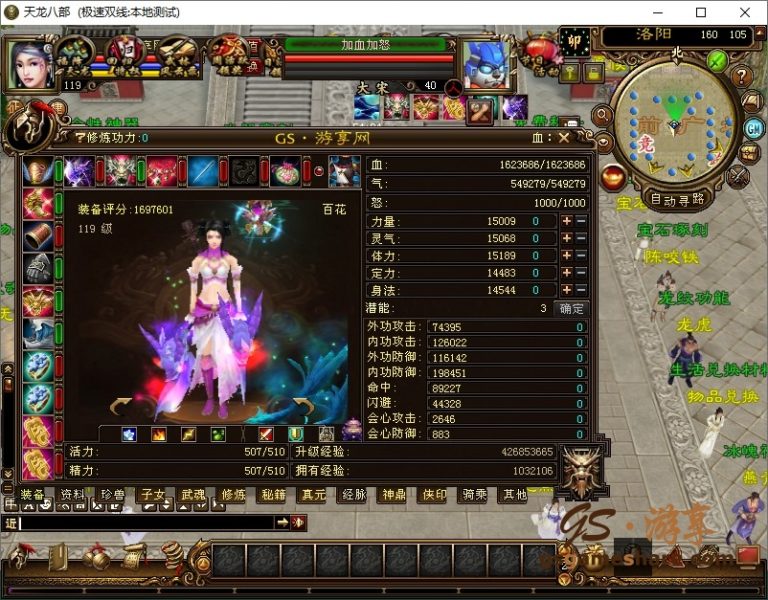 天龙八部 (极速双线:本地测试)
加血加怒
洛阳 160 105
卯
北
119
大宋 40
GM
自动寻路
?修炼功力:0
GS·游享网
血:
装备评分:1697601
百花
119 级
血: 1623686/1623686
气: 549279/549279
怒: 1000/1000
力量: 15009 0
灵气: 15068 0
体力: 15189 0
定力: 14483 0
身法: 14544 0
潜能: 3 确定
外功攻击: 74395 0
内功攻击: 126022 0
外功防御: 116142 0
内功防御: 198451 0
命中: 89227 0
闪避: 44328 0
会心攻击: 2646 0
会心防御: 883 0
活力: 507/510
升级经验: 426853665
精力: 507/510
拥有经验: 1032106
装备 资料 珍兽 子女 武魂 修炼 秘籍 真元 经脉 神鼎 侠印 骑乘 其他
近
宝石琢刻
陈咬铁
龙纹功能
龙虎
生活兑换材料
物品兑换
GS·游享